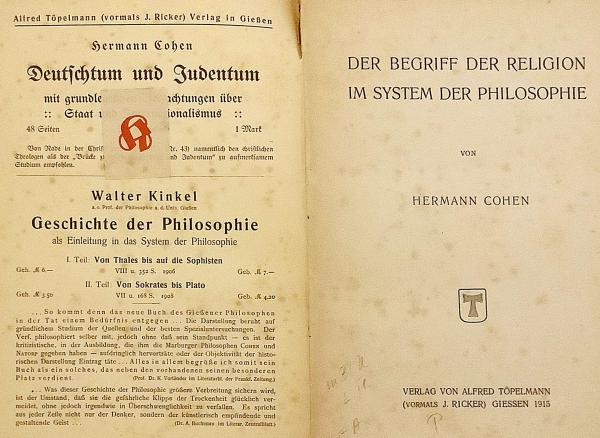 Alfred Töpelmann (vormals J. Ricker) Verlag in Gießen
Hermann Cohen
Deutschtum und Judentum
mit grundle achtungen über
:: Staat u ionalismus ::
48 Seiten 1 Mark
Von Rade in der Chris Nr. 43) namentlich den christlichen
Theologen als der „Brücke z nd Judentum" zu aufmerksamem
Studium empfohlen.
Walter Kinkel
a. o. Prof. der Philosophie a. d. Univ. Gießen
Geschichte der Philosophie
als Einleitung in das System der Philosophie
I. Teil: Von Thales bis auf die Sophisten
Geh. ℳ 6.— VIII u. 352 S. 1906 Geb. ℳ 7.—
II. Teil: Von Sokrates bis Plato
Geh. ℳ 3.50 VII u. 168 S. 1908 Geb. ℳ 4,20
... So kommt denn das neue Buch des Gießener Philosophen
in der Tat einem Bedürfnis entgegen... Die Darstellung beruht auf
gründlichem Studium der Quellen und der besten Spezialuntersuchungen. Der
Verf. philosophiert selber mit, jedoch ohne daß sein Standpunkt — es ist der
kritizistische, in der Ausbildung, die ihm die Marburger Philosophen Cohen und
Natorp gegeben haben — aufdringlich hervorträte oder der Objektivität der histo-
rischen Darstellung Eintrag täte... Alles in allem begrüße ich somit sein
Buch als ein solches, das neben den vorhandenen seinen besonderen
Platz verdient. (Prof. Dr. K. Vorländer im Literaturbl. der Frankf. Zeitung.)
... Was dieser Geschichte der Philosophie größere Verbreitung sichern wird,
ist der Umstand, daß sie die gefährliche Klippe der Trockenheit glücklich ver-
meidet, ohne jedoch irgendwie in Überschwenglichkeit zu verfallen. Es spricht
aus jeder Zeile nicht nur der Denker, sondern der künstlerisch empfindende und
gestaltende Geist ... (Dr. A. Buchenau im Literar. Zentralblatt.)
DER BEGRIFF DER RELIGION
IM SYSTEM DER PHILOSOPHIE
VON
HERMANN COHEN
VERLAG VON ALFRED TÖPELMANN
(VORMALS J. RICKER) GIESSEN 1915